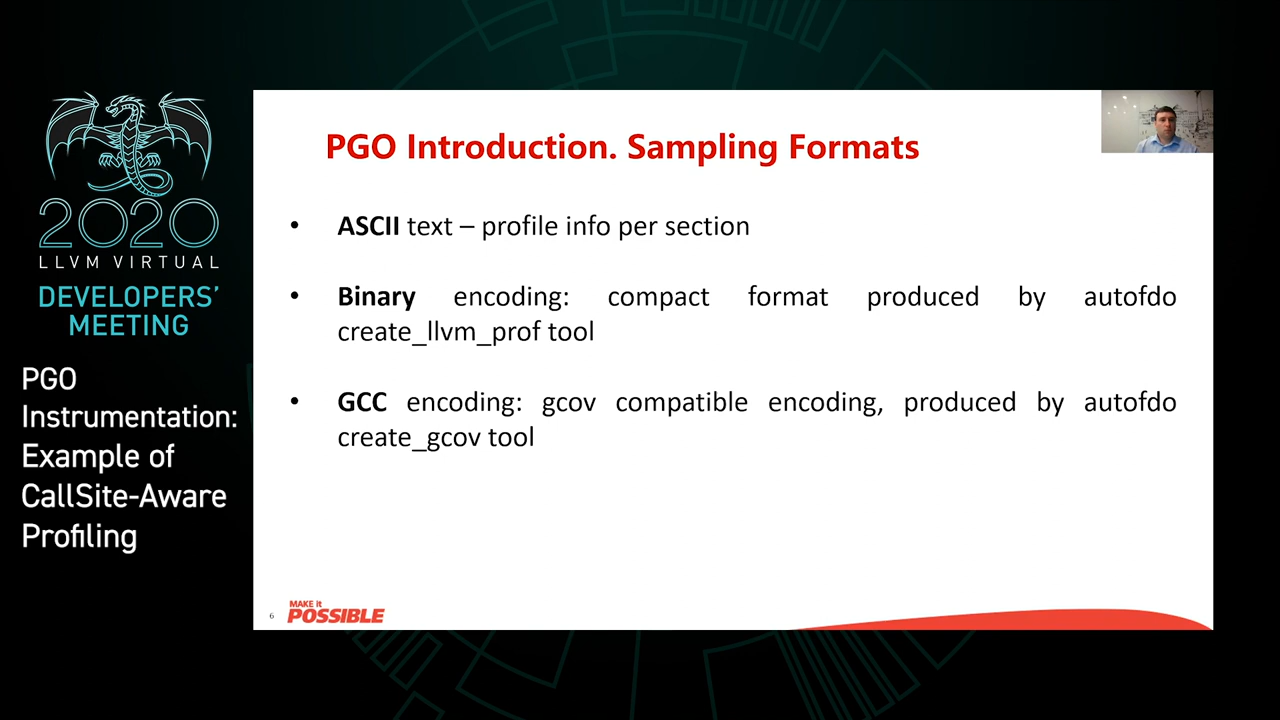 2020
LLVM VIRTUAL
DEVELOPERS'
MEETING
PGO
Instrumentation:
Example of
CallSite-Aware
Profiling
PGO Introduction. Sampling Formats
• ASCII text – profile info per section
• Binary encoding: compact format produced by autofdo
create_llvm_prof tool
• GCC encoding: gcov compatible encoding, produced by autofdo
create_gcov tool
6
MAKE it
POSSIBLE